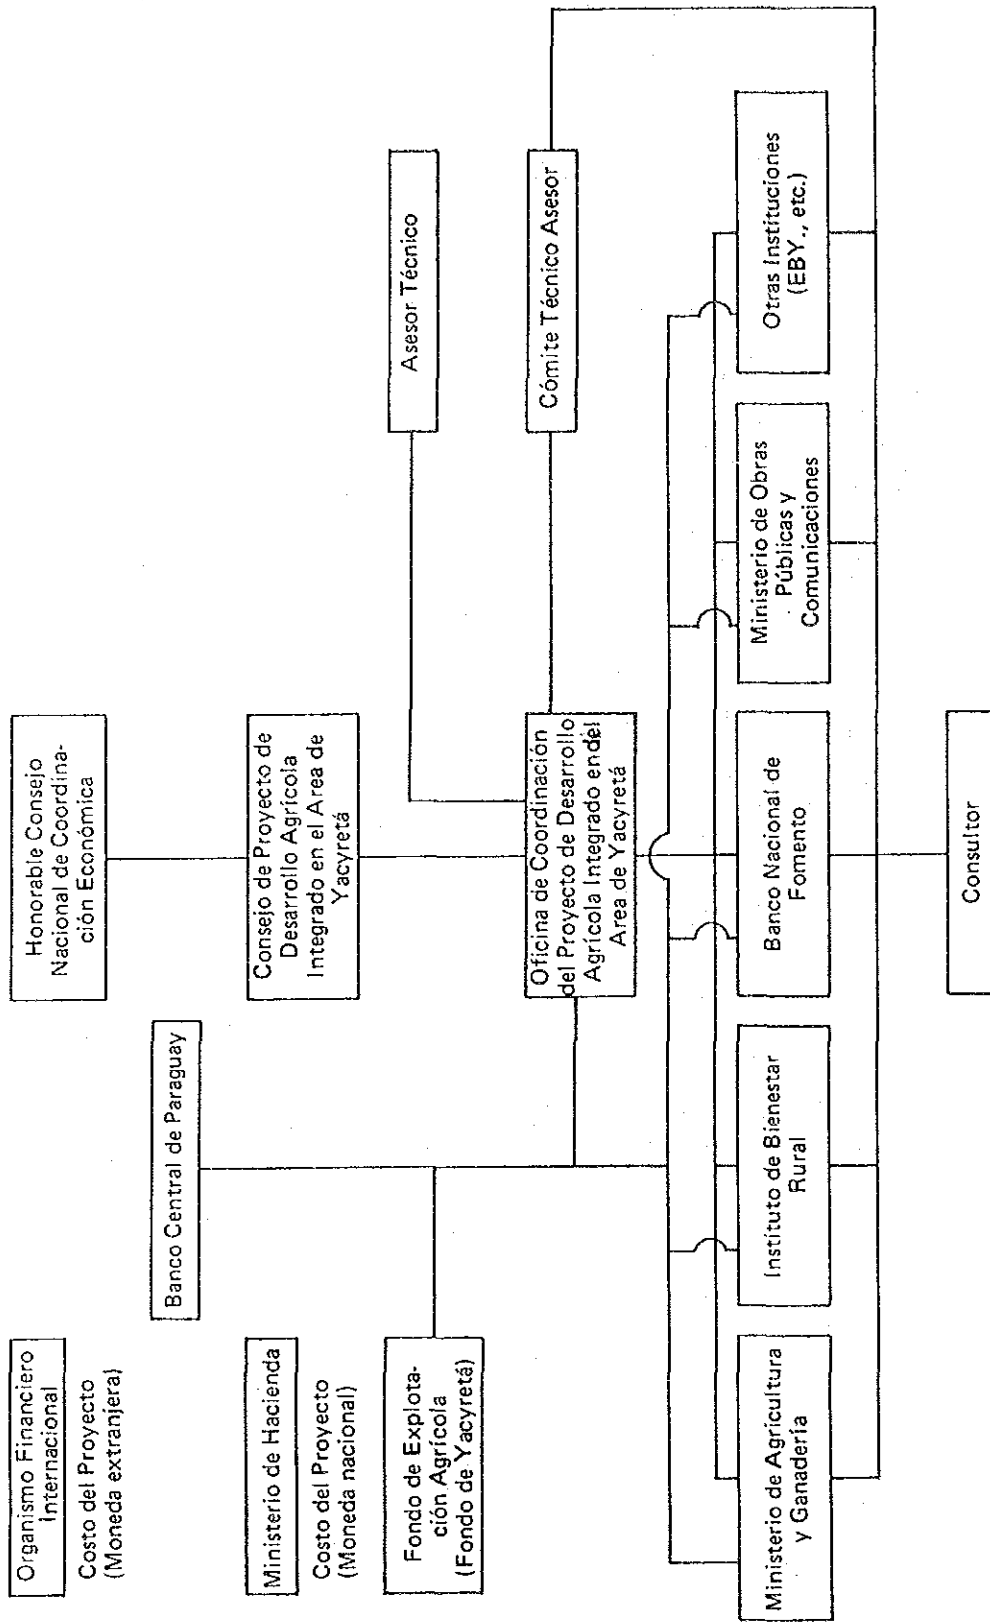 Organismo Financiero
Internacional
Costo del Proyecto
(Moneda extranjera)
Banco Central de Paraguay
Honorable Consejo
Nacional de Coordina-
ción Económica
Ministerio de Hacienda
Costo del Proyecto
(Moneda nacional)
Consejo de Proyecto de
Desarrollo Agrícola
Integrado en el Area de
Yacyretá
Fondo de Explota-
ción Agrícola
(Fondo de Yacyretá)
Asesor Técnico
Oficina de Coordinación
del Proyecto de Desarrollo
Agrícola Integrado endel
Area de Yacyretá
Cómite Técnico Asesor
Ministerio de Agricultura
y Ganadería
Instituto de Bienestar
Rural
Banco Nacional de
Fomento
Ministerio de Obras
Públicas y
Comunicaciones
Otras Instituciones
(EBY., etc.)
Consultor